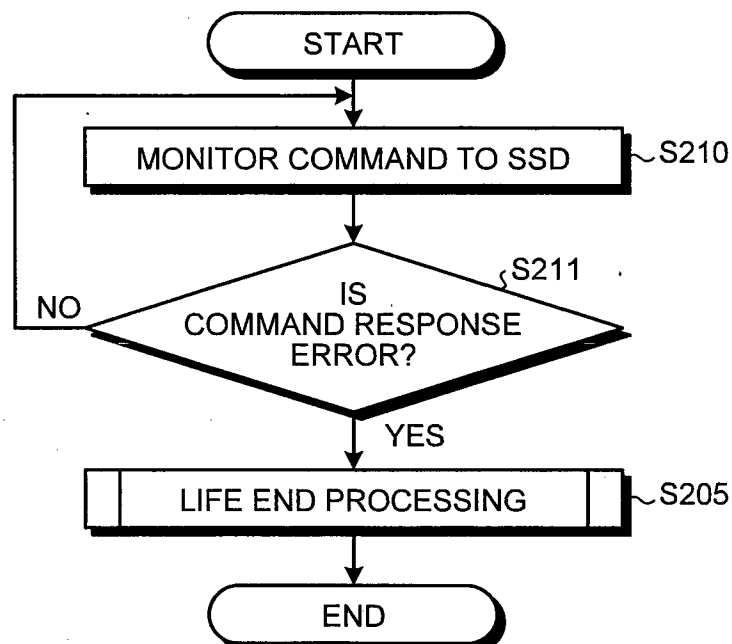 START
MONITOR COMMAND TO SSD
S210
S211
IS
COMMAND RESPONSE
ERROR?
NO
YES
LIFE END PROCESSING
S205
END